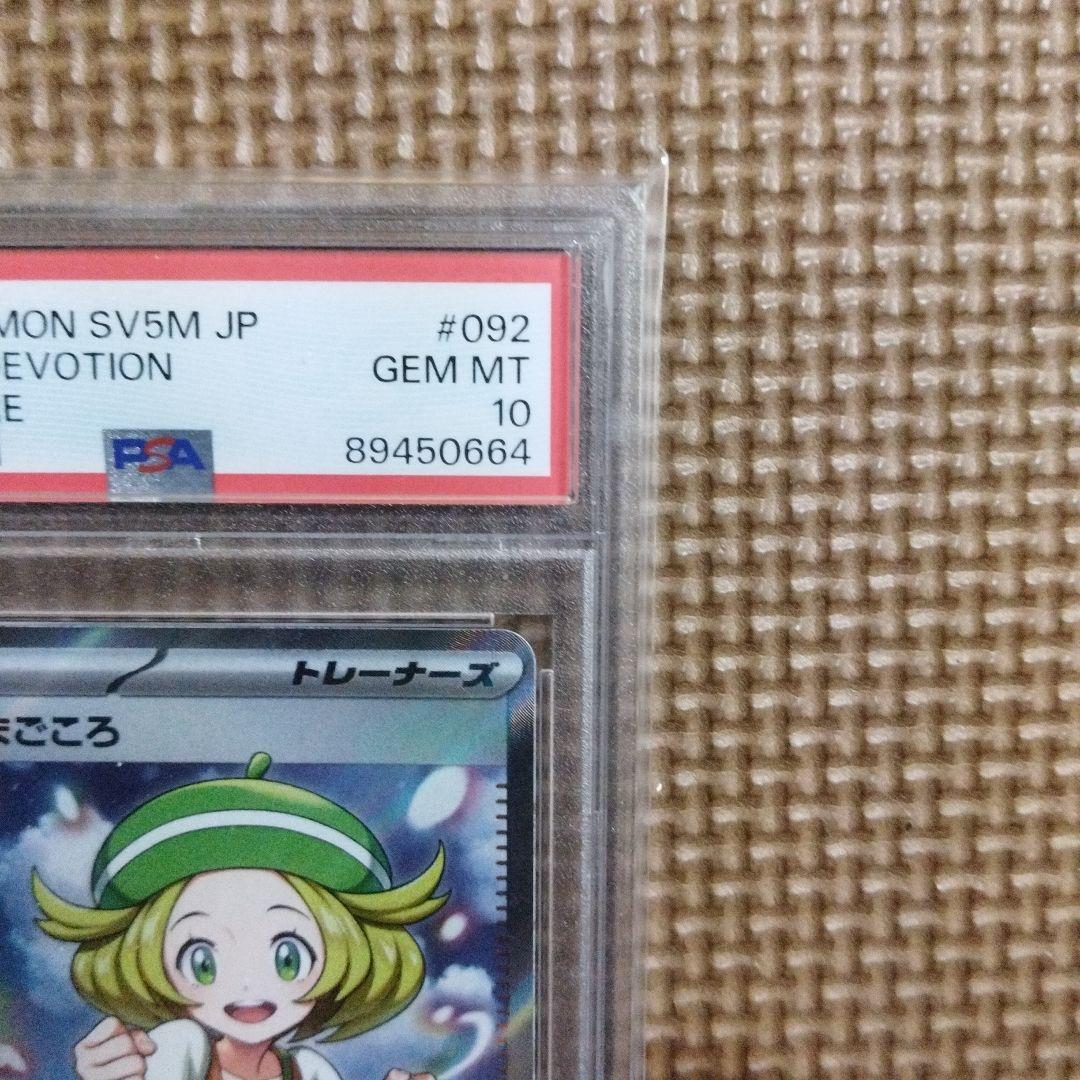 MON SV5M JP #092
EVOTION GEM MT
E 10
PSA 89450664
トレーナーズ
まごころ